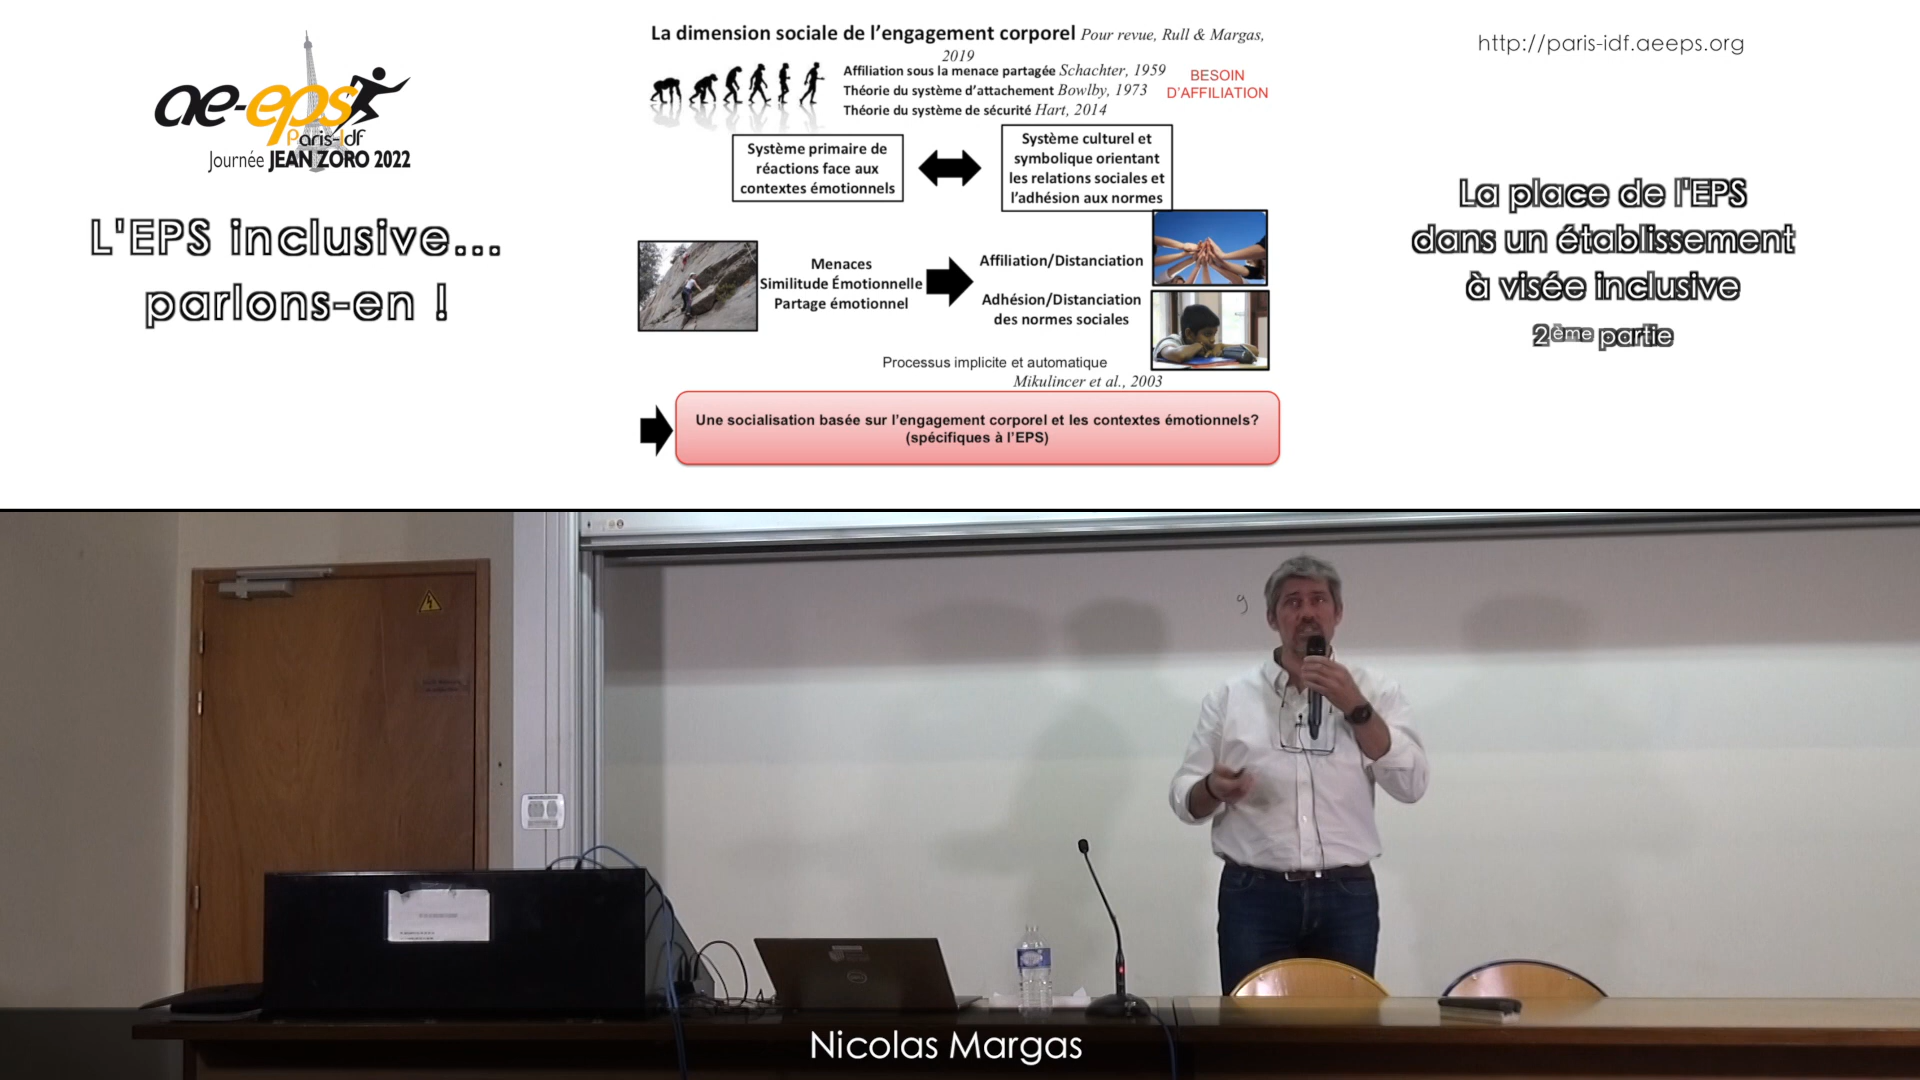 ae-eps
Paris-Idf
Journée JEAN ZORO 2022
L'EPS inclusive...
parlons-en !
La dimension sociale de l'engagement corporel Pour revue, Rull & Margas,
2019
Affiliation sous la menace partagée Schachter, 1959
Théorie du système d'attachement Bowlby, 1973
Théorie du système de sécurité Hart, 2014
BESOIN
D'AFFILIATION
Système primaire de
réactions face aux
contextes émotionnels
Système culturel et
symbolique orientant
les relations sociales et
l'adhésion aux normes
Menaces
Similitude Émotionnelle
Partage émotionnel
Affiliation/Distanciation
Adhésion/Distanciation
des normes sociales
Processus implicite et automatique
Mikulincer et al., 2003
Une socialisation basée sur l'engagement corporel et les contextes émotionnels?
(spécifiques à l'EPS)
http://paris-idf.aeeps.org
La place de l'EPS
dans un établissement
à visée inclusive
2ème partie
9
DELL
Nicolas Margas